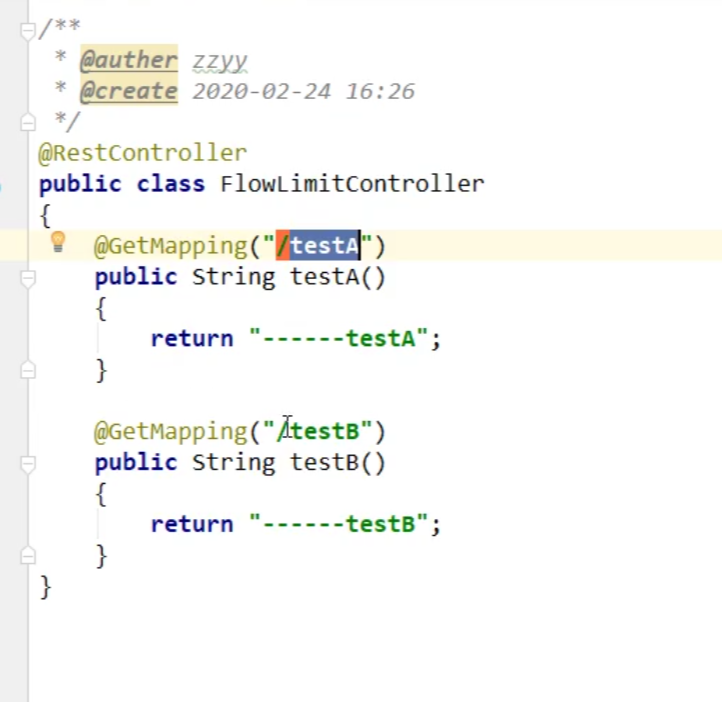 /**
 * @auther zzyy
 * @create 2020-02-24 16:26
 */
@RestController
public class FlowLimitController
{
    @GetMapping("/testA")
    public String testA()
    {
        return "------testA";
    }

    @GetMapping("/testB")
    public String testB()
    {
        return "------testB";
    }
}